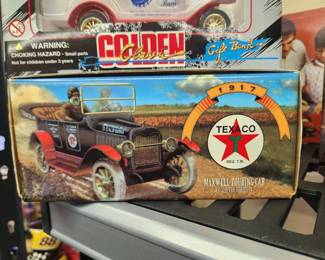 WARNING:
CHOKING HAZARD - Small parts
Not for children under 3 years
GOLDEN
Classic
Gift Bank
1917
TEXACO
T
REG. T.M.
MAXWELL TOURING CAR